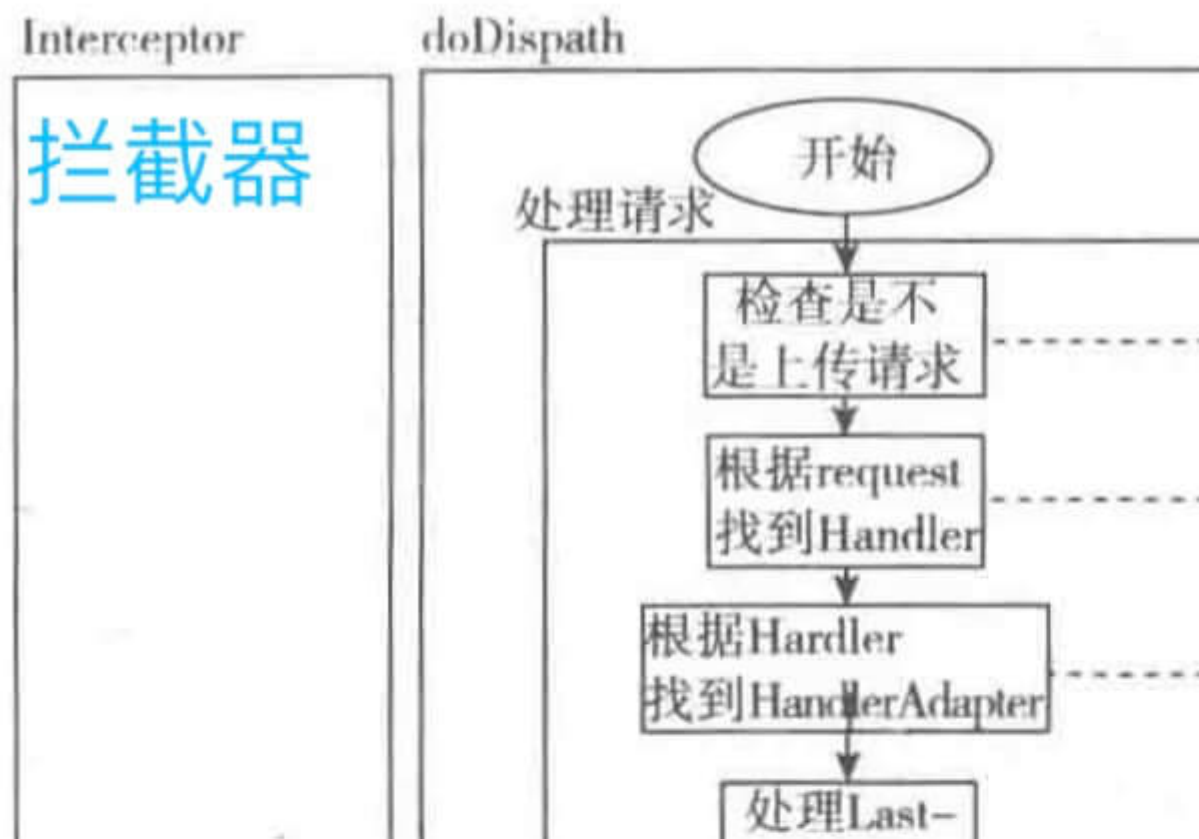 Interceptor
doDispath
拦截器
开始
处理请求
检查是不
是上传请求
根据request
找到Handler
根据Hardler
找到HandlerAdapter
处理Last-